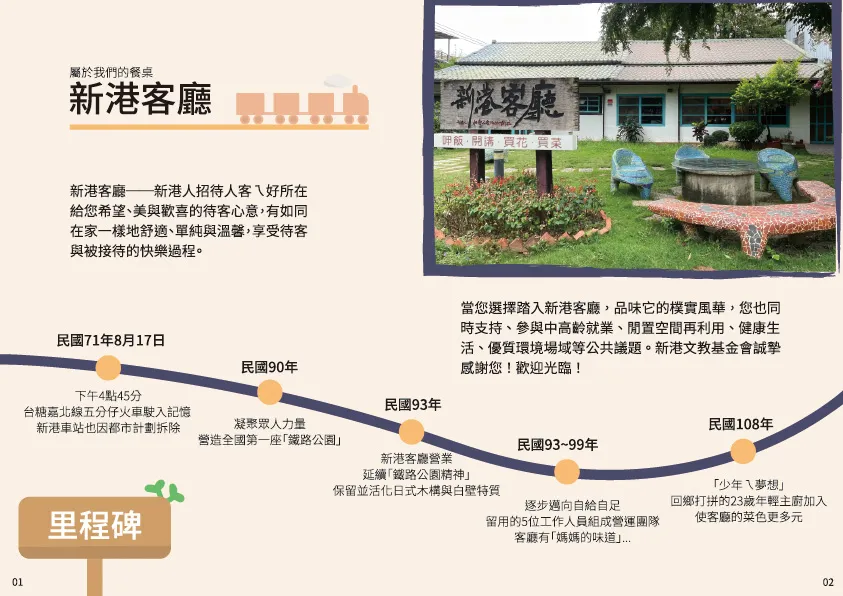 屬於我們的餐桌
新港客廳
新港客廳──新港人招待人客ㄟ好所在
給您希望、美與歡喜的待客心意,有如同
在家一樣地舒適、單純與溫馨,享受待客
與被接待的快樂過程。
新港客廳
呷飯·開講·買花·買菜
當您選擇踏入新港客廳，品味它的樸實風華，您也同
時支持、參與中高齡就業、閒置空間再利用、健康生
活、優質環境場域等公共議題。新港文教基金會誠摯
感謝您！歡迎光臨！
民國71年8月17日
下午4點45分
台糖嘉北線五分仔火車駛入記憶
新港車站也因都市計劃拆除
民國90年
凝聚眾人力量
營造全國第一座「鐵路公園」
民國93年
新港客廳營業
延續「鐵路公園精神」
保留並活化日式木構與白壁特質
民國93~99年
逐步邁向自給自足
留用的5位工作人員組成營運團隊
客廳有「媽媽的味道」...
民國108年
「少年ㄟ夢想」
回鄉打拼的23歲年輕主廚加入
使客廳的菜色更多元
里程碑
01
02